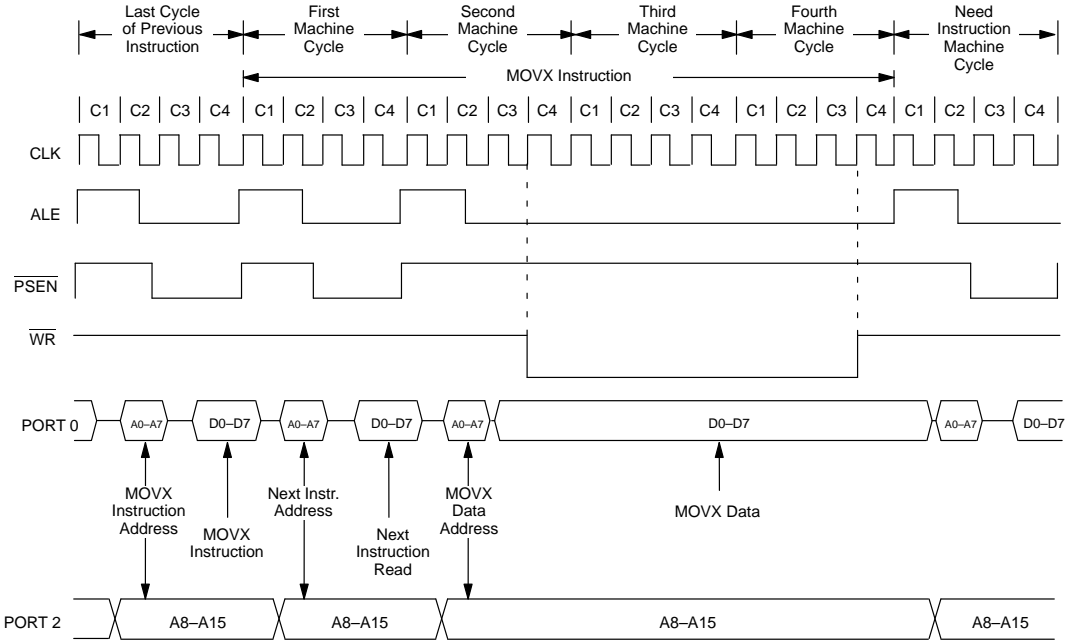 Last Cycle of Previous Instruction
First Machine Cycle
Second Machine Cycle
Third Machine Cycle
Fourth Machine Cycle
Need Instruction Machine Cycle
MOVX Instruction
C1 C2 C3 C4 C1 C2 C3 C4 C1 C2 C3 C4 C1 C2 C3 C4 C1 C2 C3 C4 C1 C2 C3 C4
CLK
ALE
PSEN
WR
PORT 0
A0–A7 D0–D7 A0–A7 D0–D7 A0–A7 D0–D7 A0–A7 D0–D7
MOVX Instruction Address
MOVX Instruction
Next Instr. Address
Next Instruction Read
MOVX Data Address
MOVX Data
PORT 2
A8–A15 A8–A15 A8–A15 A8–A15